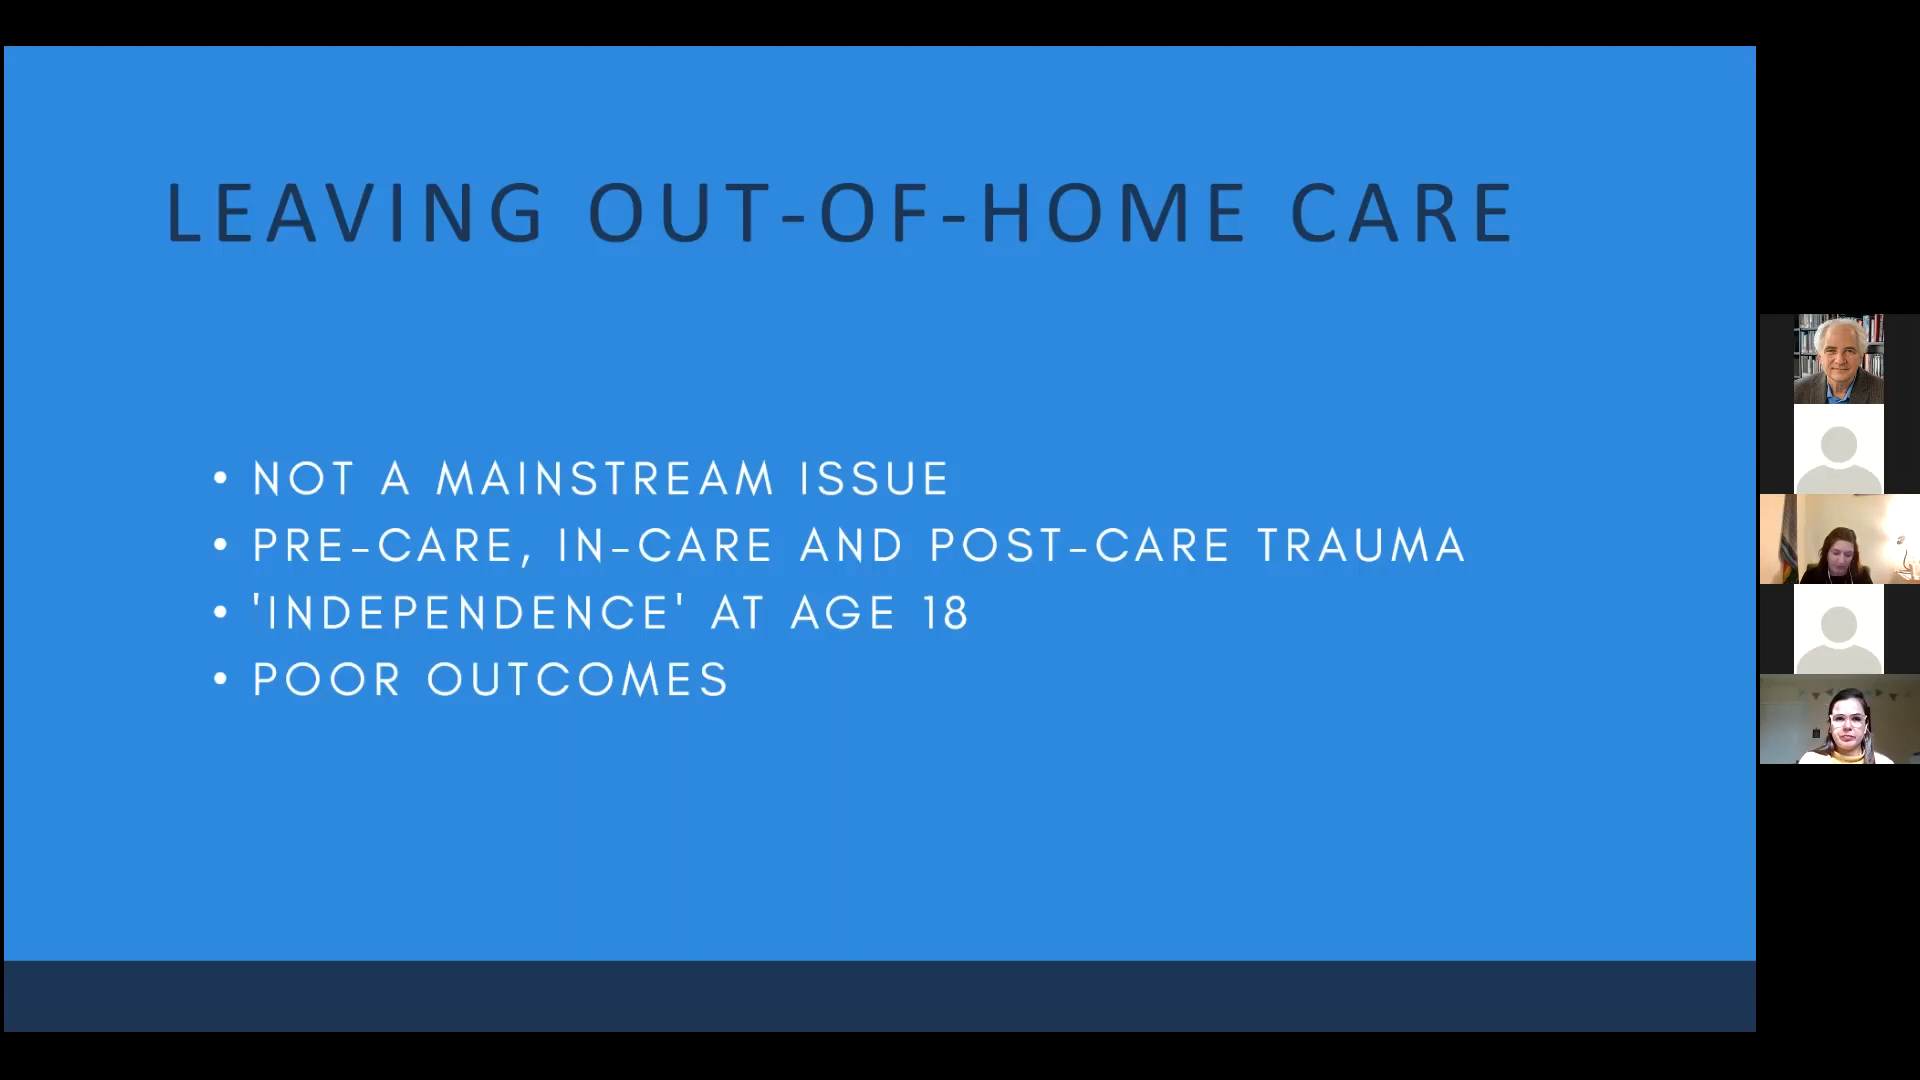 LEAVING OUT-OF-HOME CARE
• NOT A MAINSTREAM ISSUE
• PRE-CARE, IN-CARE AND POST-CARE TRAUMA
• 'INDEPENDENCE' AT AGE 18
• POOR OUTCOMES